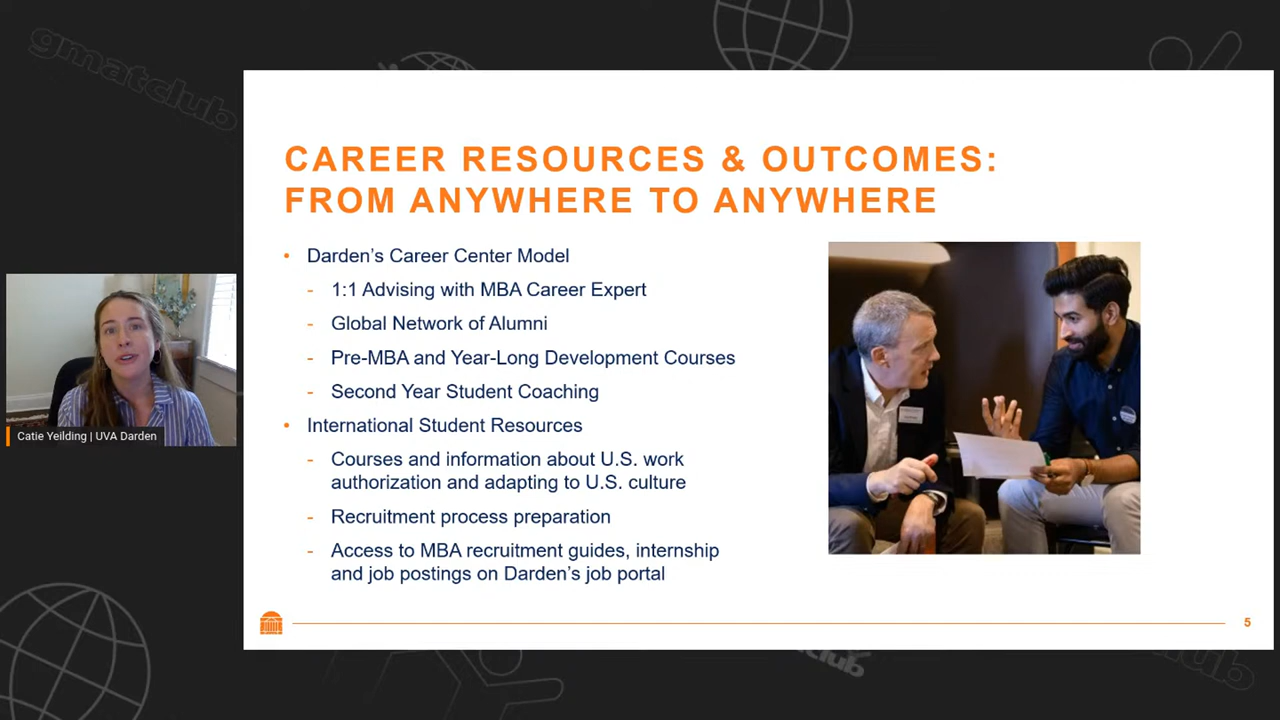 gmatclub
CAREER RESOURCES & OUTCOMES:
FROM ANYWHERE TO ANYWHERE
• Darden’s Career Center Model
- 1:1 Advising with MBA Career Expert
- Global Network of Alumni
- Pre-MBA and Year-Long Development Courses
- Second Year Student Coaching
• International Student Resources
- Courses and information about U.S. work
authorization and adapting to U.S. culture
- Recruitment process preparation
- Access to MBA recruitment guides, internship
and job postings on Darden’s job portal
Catie Yeilding | UVA Darden
5